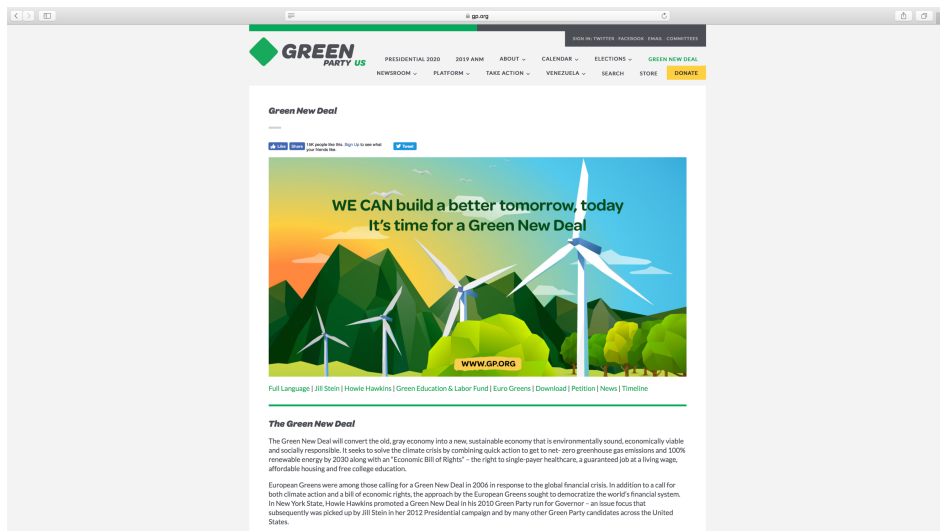 gp.org
SIGN IN: TWITTER FACEBOOK EMAIL COMMITTEES
GREEN
PARTY US
PRESIDENTIAL 2020 2019 ANM ABOUT CALENDAR ELECTIONS GREEN NEW DEAL
NEWSROOM PLATFORM TAKE ACTION VENEZUELA SEARCH STORE DONATE
Green New Deal
Like Share 15K people like this. Sign Up to see what
your friends like.
Tweet
WE CAN build a better tomorrow, today
It's time for a Green New Deal
WWW.GP.ORG
Full Language | Jill Stein | Howie Hawkins | Green Education & Labor Fund | Euro Greens | Download | Petition | News | Timeline
The Green New Deal
The Green New Deal will convert the old, gray economy into a new, sustainable economy that is environmentally sound, economically viable
and socially responsible. It seeks to solve the climate crisis by combining quick action to get to net- zero greenhouse gas emissions and 100%
renewable energy by 2030 along with an "Economic Bill of Rights" – the right to single-payer healthcare, a guaranteed job at a living wage,
affordable housing and free college education.
European Greens were among those calling for a Green New Deal in 2006 in response to the global financial crisis. In addition to a call for
both climate action and a bill of economic rights, the approach by the European Greens sought to democratize the world's financial system.
In New York State, Howie Hawkins promoted a Green New Deal in his 2010 Green Party run for Governor – an issue focus that
subsequently was picked up by Jill Stein in her 2012 Presidential campaign and by many other Green Party candidates across the United
States.